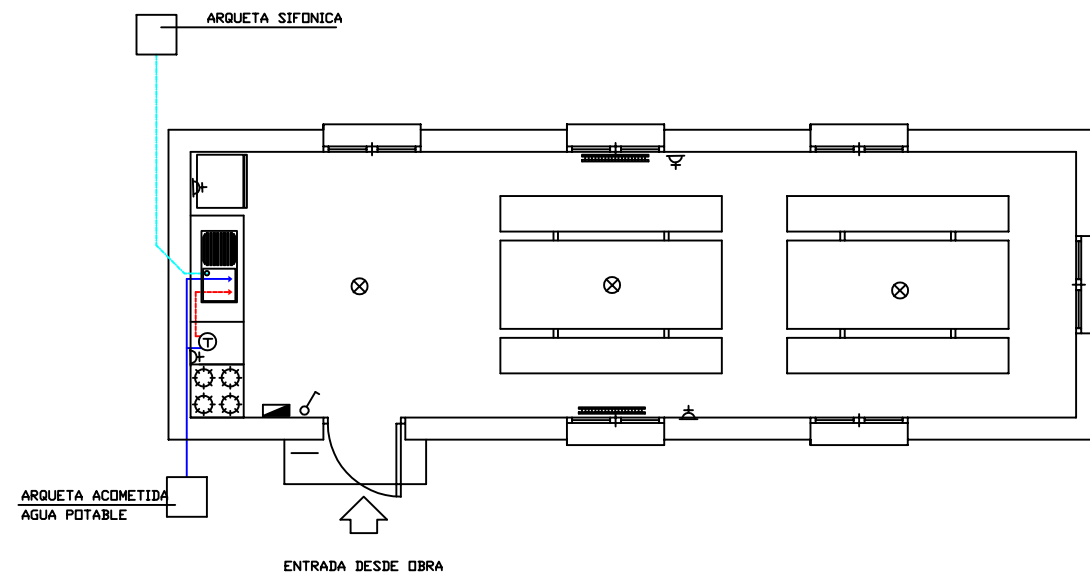 ARQUETA SIFONICA
T
ARQUETA ACOMETIDA
AGUA POTABLE
ENTRADA DESDE OBRA